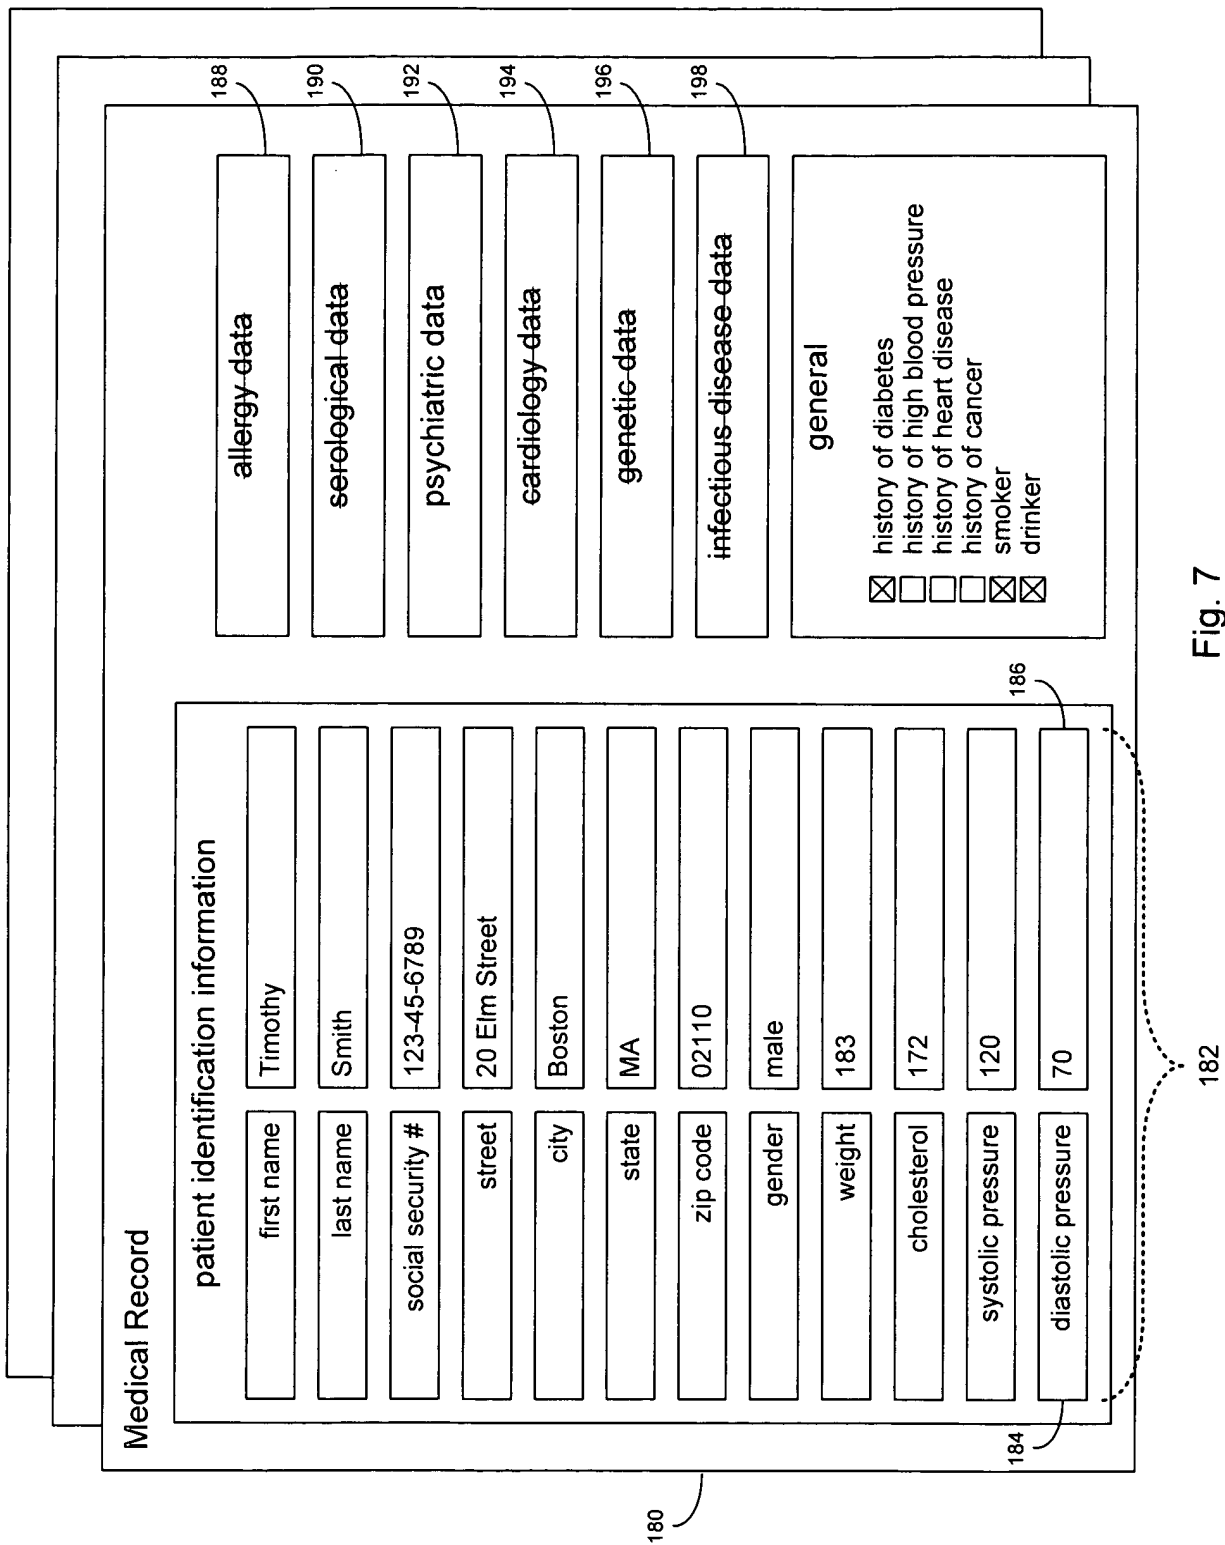 Medical Record
180
patient identification information
first name Timothy
last name Smith
social security # 123-45-6789
street 20 Elm Street
city Boston
state MA
zip code 02110
gender male
weight 183
cholesterol 172
systolic pressure 120
diastolic pressure 70
184
186
182
allergy data
188
serological data
190
psychiatric data
192
cardiology data
194
genetic data
196
infectious disease data
198
general
history of diabetes
history of high blood pressure
history of heart disease
history of cancer
smoker
drinker
Fig. 7